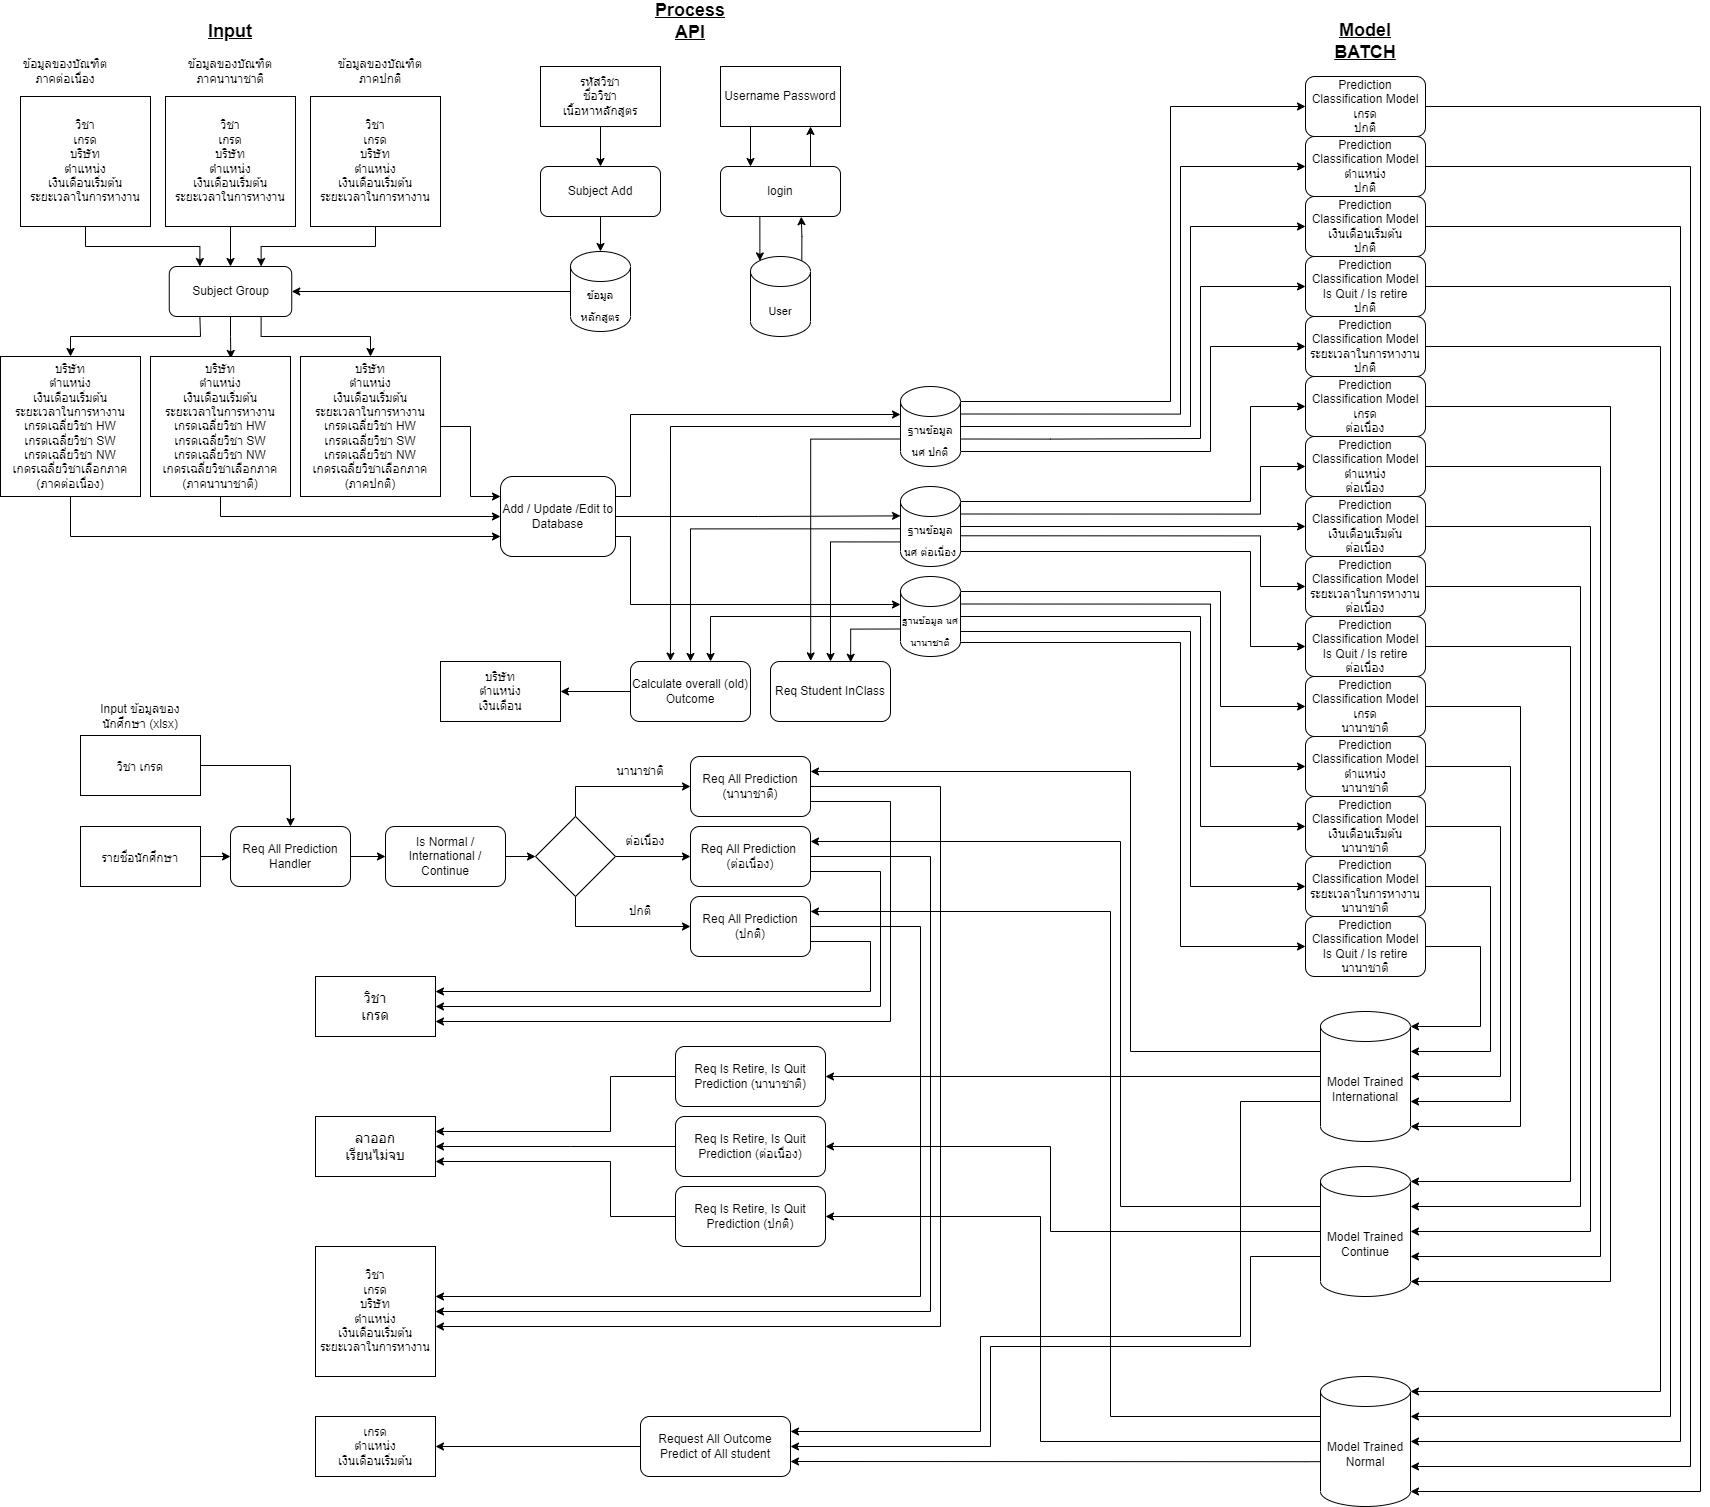 Input
Process
API
Model
BATCH
ข้อมูลของบัณฑิต
ภาคต่อเนื่อง
ข้อมูลของบัณฑิต
ภาคนานาชาติ
ข้อมูลของบัณฑิต
ภาคปกติ
วิชา
เกรด
บริษัท
ตำแหน่ง
เงินเดือนเริ่มต้น
ระยะเวลาในการหางาน
วิชา
เกรด
บริษัท
ตำแหน่ง
เงินเดือนเริ่มต้น
ระยะเวลาในการหางาน
วิชา
เกรด
บริษัท
ตำแหน่ง
เงินเดือนเริ่มต้น
ระยะเวลาในการหางาน
Subject Group
บริษัท
ตำแหน่ง
เงินเดือนเริ่มต้น
ระยะเวลาในการหางาน
เกรดเฉลี่ยวิชา HW
เกรดเฉลี่ยวิชา SW
เกรดเฉลี่ยวิชา NW
เกดรเฉลี่ยวิชาเลือกภาค
(ภาคต่อเนื่อง)
บริษัท
ตำแหน่ง
เงินเดือนเริ่มต้น
ระยะเวลาในการหางาน
เกรดเฉลี่ยวิชา HW
เกรดเฉลี่ยวิชา SW
เกรดเฉลี่ยวิชา NW
เกดรเฉลี่ยวิชาเลือกภาค
(ภาคนานาชาติ)
บริษัท
ตำแหน่ง
เงินเดือนเริ่มต้น
ระยะเวลาในการหางาน
เกรดเฉลี่ยวิชา HW
เกรดเฉลี่ยวิชา SW
เกรดเฉลี่ยวิชา NW
เกดรเฉลี่ยวิชาเลือกภาค
(ภาคปกติ)
รหัสวิชา
ชื่อวิชา
เนื้อหาหลักสูตร
Subject Add
ข้อมูล
หลักสูตร
Username Password
login
User
Add / Update /Edit to
Database
ฐานข้อมูล
นศ ปกติ
ฐานข้อมูล
นศ ต่อเนื่อง
ฐานข้อมูล นศ
นานาชาติ
บริษัท
ตำแหน่ง
เงินเดือน
Calculate overall (old)
Outcome
Req Student InClass
Prediction
Classification Model
เกรด
ปกติ
Prediction
Classification Model
ตำแหน่ง
ปกติ
Prediction
Classification Model
เงินเดือนเริ่มต้น
ปกติ
Prediction
Classification Model
Is Quit / Is retire
ปกติ
Prediction
Classification Model
ระยะเวลาในการหางาน
ปกติ
Prediction
Classification Model
เกรด
ต่อเนื่อง
Prediction
Classification Model
ตำแหน่ง
ต่อเนื่อง
Prediction
Classification Model
เงินเดือนเริ่มต้น
ต่อเนื่อง
Prediction
Classification Model
ระยะเวลาในการหางาน
ต่อเนื่อง
Prediction
Classification Model
Is Quit / Is retire
ต่อเนื่อง
Prediction
Classification Model
เกรด
นานาชาติ
Prediction
Classification Model
ตำแหน่ง
นานาชาติ
Prediction
Classification Model
เงินเดือนเริ่มต้น
นานาชาติ
Prediction
Classification Model
ระยะเวลาในการหางาน
นานาชาติ
Prediction
Classification Model
Is Quit / Is retire
นานาชาติ
Input ข้อมูลของ
นักศึกษา (xlsx)
วิชา เกรด
รายชื่อนักศึกษา
Req All Prediction
Handler
Is Normal /
International /
Continue
นานาชาติ
ต่อเนื่อง
ปกติ
Req All Prediction
(นานาชาติ)
Req All Prediction
(ต่อเนื่อง)
Req All Prediction
(ปกติ)
วิชา
เกรด
Req Is Retire, Is Quit
Prediction (นานาชาติ)
Req Is Retire, Is Quit
Prediction (ต่อเนื่อง)
Req Is Retire, Is Quit
Prediction (ปกติ)
ลาออก
เรียนไม่จบ
วิชา
เกรด
บริษัท
ตำแหน่ง
เงินเดือนเริ่มต้น
ระยะเวลาในการหางาน
เกรด
ตำแหน่ง
เงินเดือนเริ่มต้น
Request All Outcome
Predict of All student
Model Trained
International
Model Trained
Continue
Model Trained
Normal